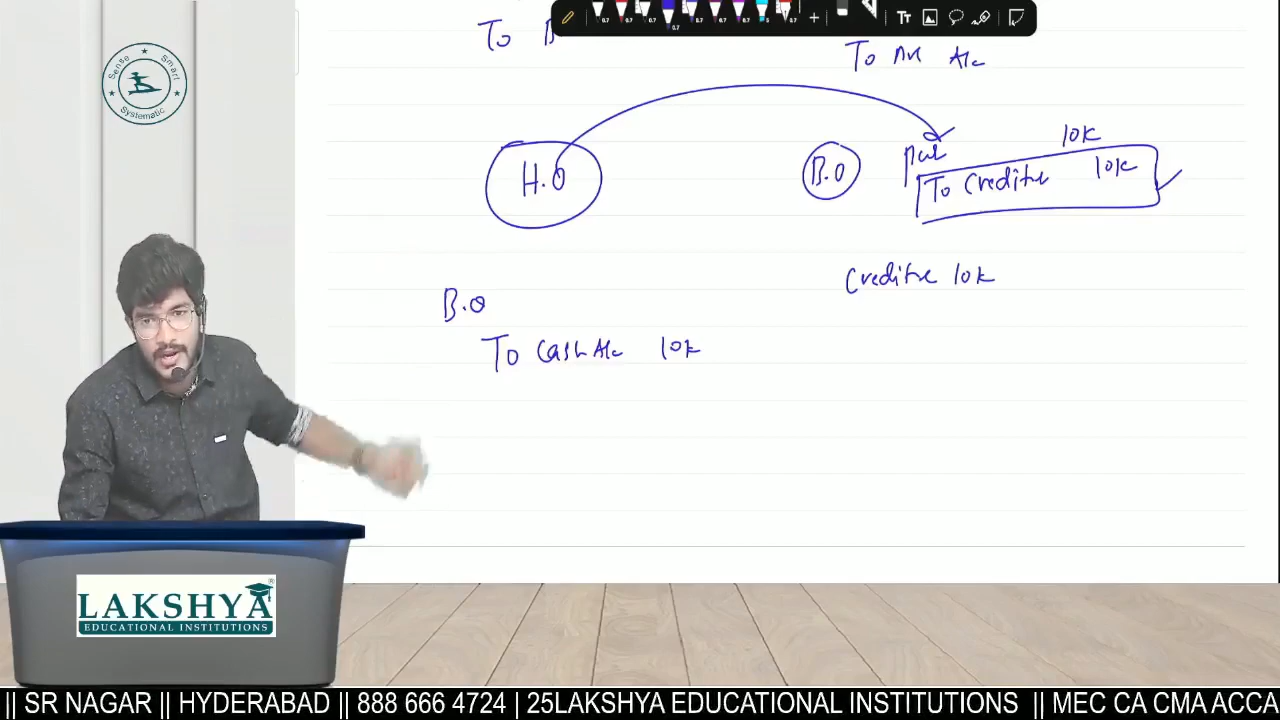 To B
To
A/c
H.O
B.O
Pur
10K
To Creditor
10K
Creditor 10K
B.O
To Cash A/c 10K
Sense
Smart
Systematic
LAKSHYA
EDUCATIONAL INSTITUTIONS
|| SR NAGAR || HYDERABAD || 888 666 4724 | 25LAKSHYA EDUCATIONAL INSTITUTIONS || MEC CA CMA ACCA